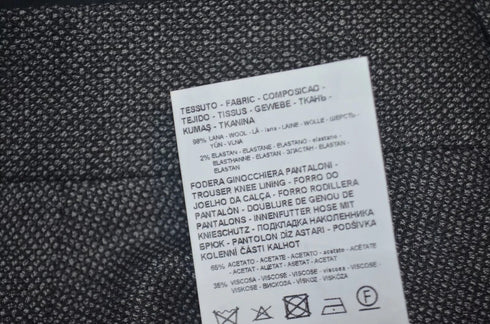 TESSUTO - FABRIC - COMPOSICAO -
TEJIDO - TISSUS - GEWEBE - ТКАНЬ -
KUMAŞ - TKANINA
98% LANA - WOOL - LÃ - lana - LAINE - WOLLE - ШЕРСТЬ -
YÜN - VLNA
2% ELASTAN - ELASTANE - ELASTANO - elastano -
ELASTHANNE - ELASTAN - ЭЛАСТАН - ELASTAN -
ELASTAN
FODERA GINOCCHIERA PANTALONI -
TROUSER KNEE LINING - FORRO DO
JOELHO DA CALÇA - FORRO RODILLERA
PANTALÓN - DOUBLURE DE GENOU DE
PANTALONS - INNENFUTTER HOSE MIT
KNIESCHUTZ - ПОДКЛАДКА НАКОЛЕННИКА
БРЮК - PANTOLON DİZ ASTARI - PODŠÍVKA
KOLENNÍ ČÁSTI KALHOT
65% ACETATO - ACETATE - ACETATO - acetato - ACÉTATE
- ACETAT - АЦЕТАТ - ASETAT - ACETÁT
35% VISCOSA - VISCOSE - VISCOSE - viscosa - VISCOSE -
VISKOSE - ВИСКОЗА - VİSKOZ - VISKÓZA
F